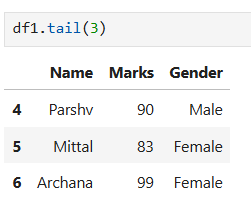 df1.tail(3)
Name Marks Gender
4 Parshv 90 Male
5 Mittal 83 Female
6 Archana 99 Female